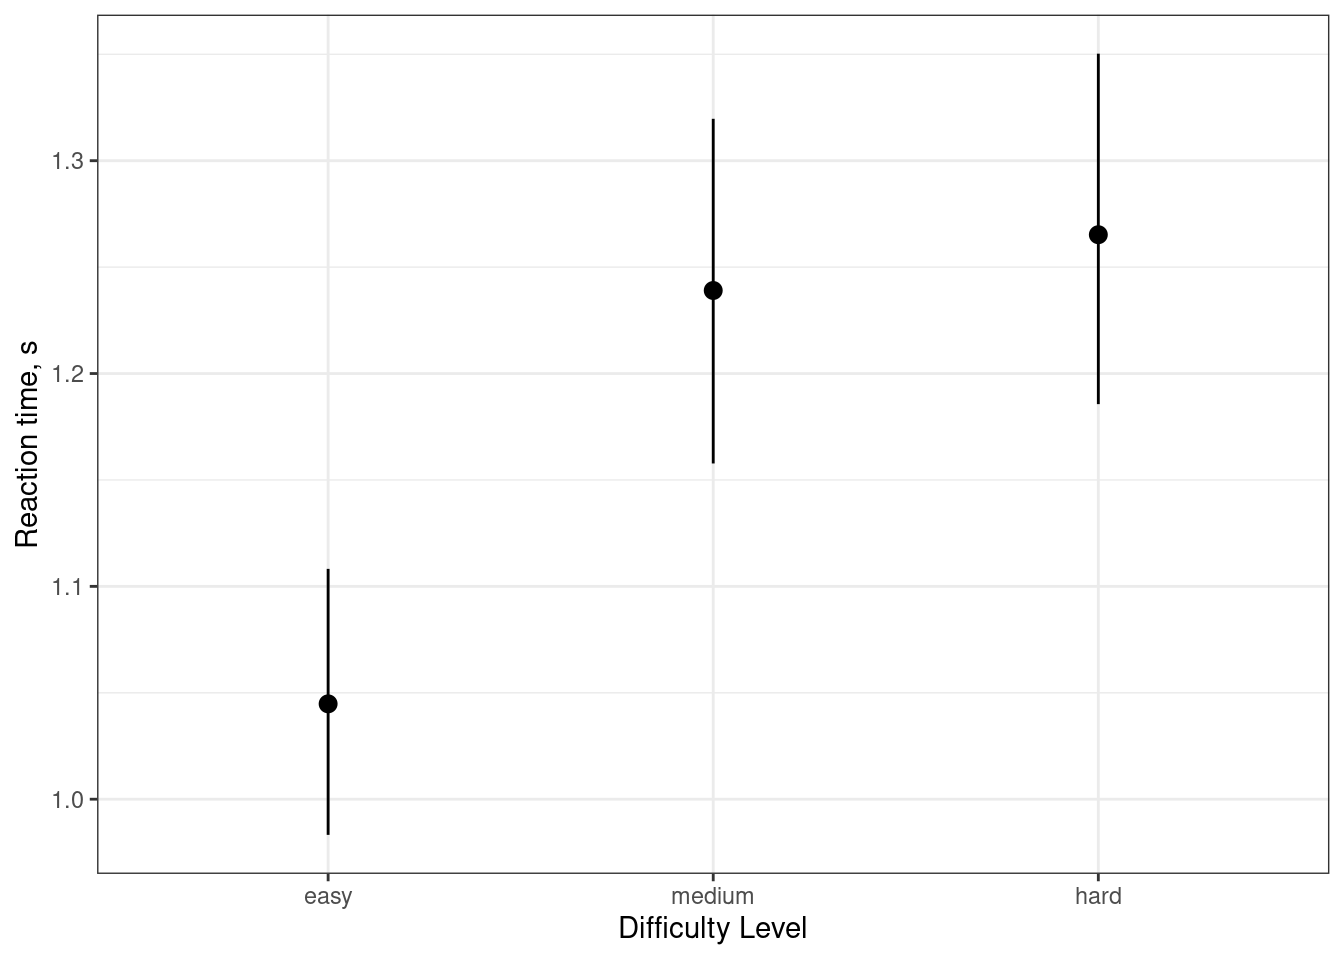 1.3
1.2
1.1
1.0
Reaction time, s
easy
medium
hard
Difficulty Level